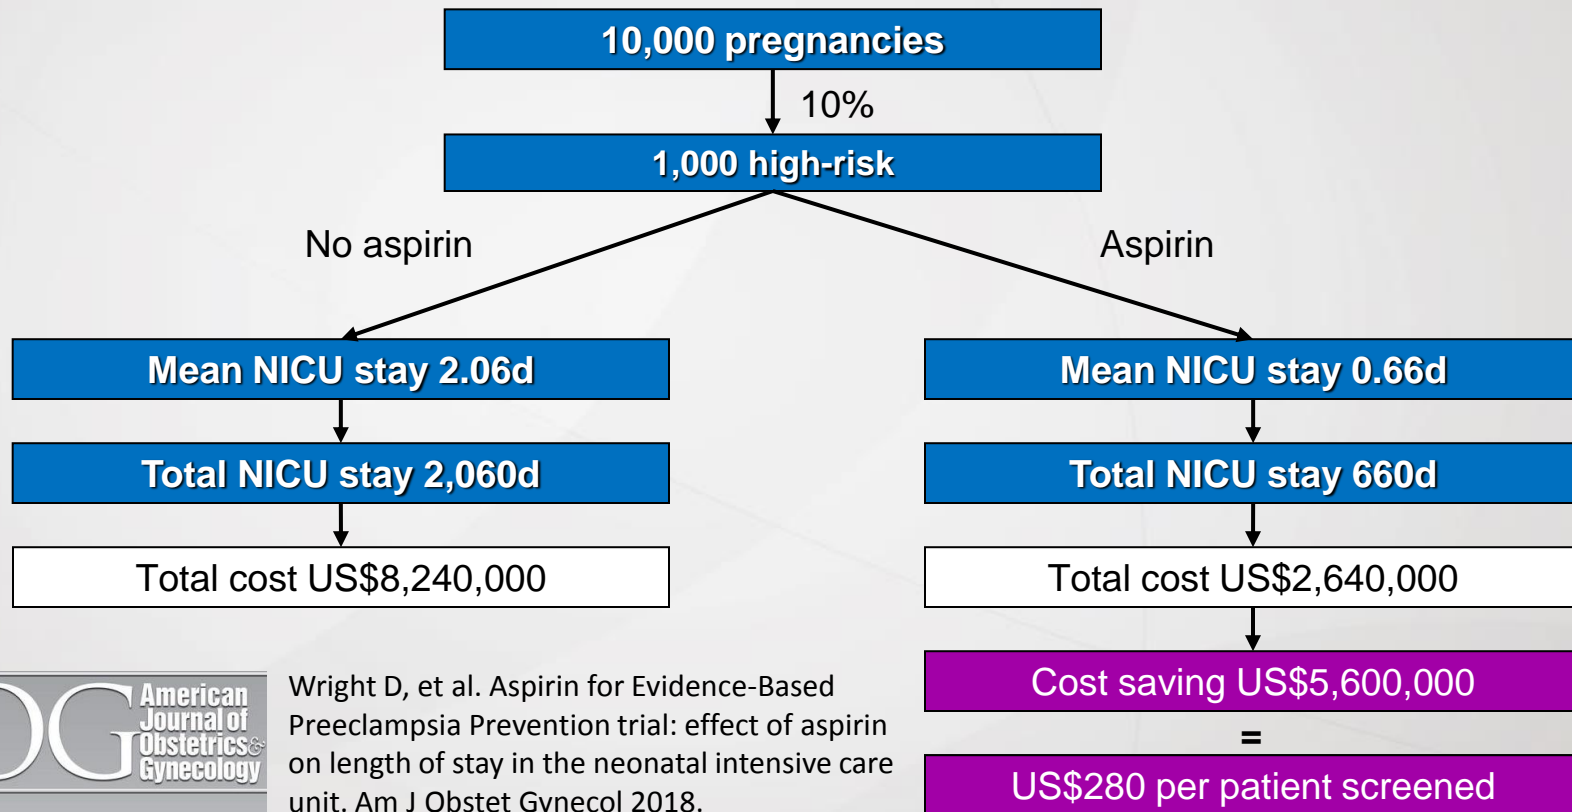 10,000 pregnancies
10%
1,000 high-risk
No aspirin
Aspirin
Mean NICU stay 2.06d
Mean NICU stay 0.66d
Total NICU stay 2,060d
Total NICU stay 660d
Total cost US$8,240,000
Total cost US$2,640,000
Cost saving US$5,600,000
=
US$280 per patient screened
OG
American
Journal of
Obstetrics&
Gynecology
Wright D, et al. Aspirin for Evidence-Based
Preeclampsia Prevention trial: effect of aspirin
on length of stay in the neonatal intensive care
unit. Am J Obstet Gynecol 2018.